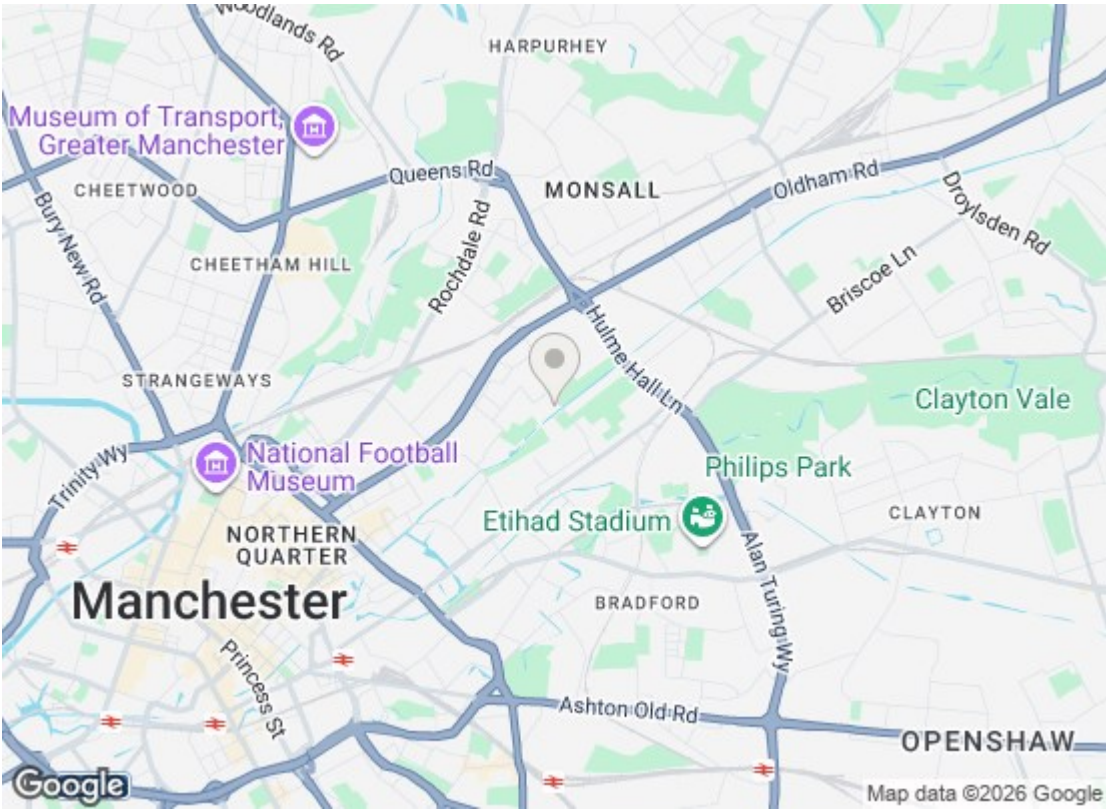 Woodlands Rd
HARPURHEY
Museum of Transport,
Greater Manchester
Queens Rd
MONSALL
Oldham Rd
CHEETWOOD
Droylsden Rd
Bury New Rd
Rochdale Rd
CHEETHAM HILL
Briscoe Ln
Hulme Hall Ln
STRANGEWAYS
Clayton Vale
Trinity Wy
National Football
Museum
Philips Park
Etihad Stadium
CLAYTON
NORTHERN
QUARTER
Alan Turing Wy
Manchester
BRADFORD
Princess St
Ashton Old Rd
OPENSHAW
Google
Map data ©2026 Google